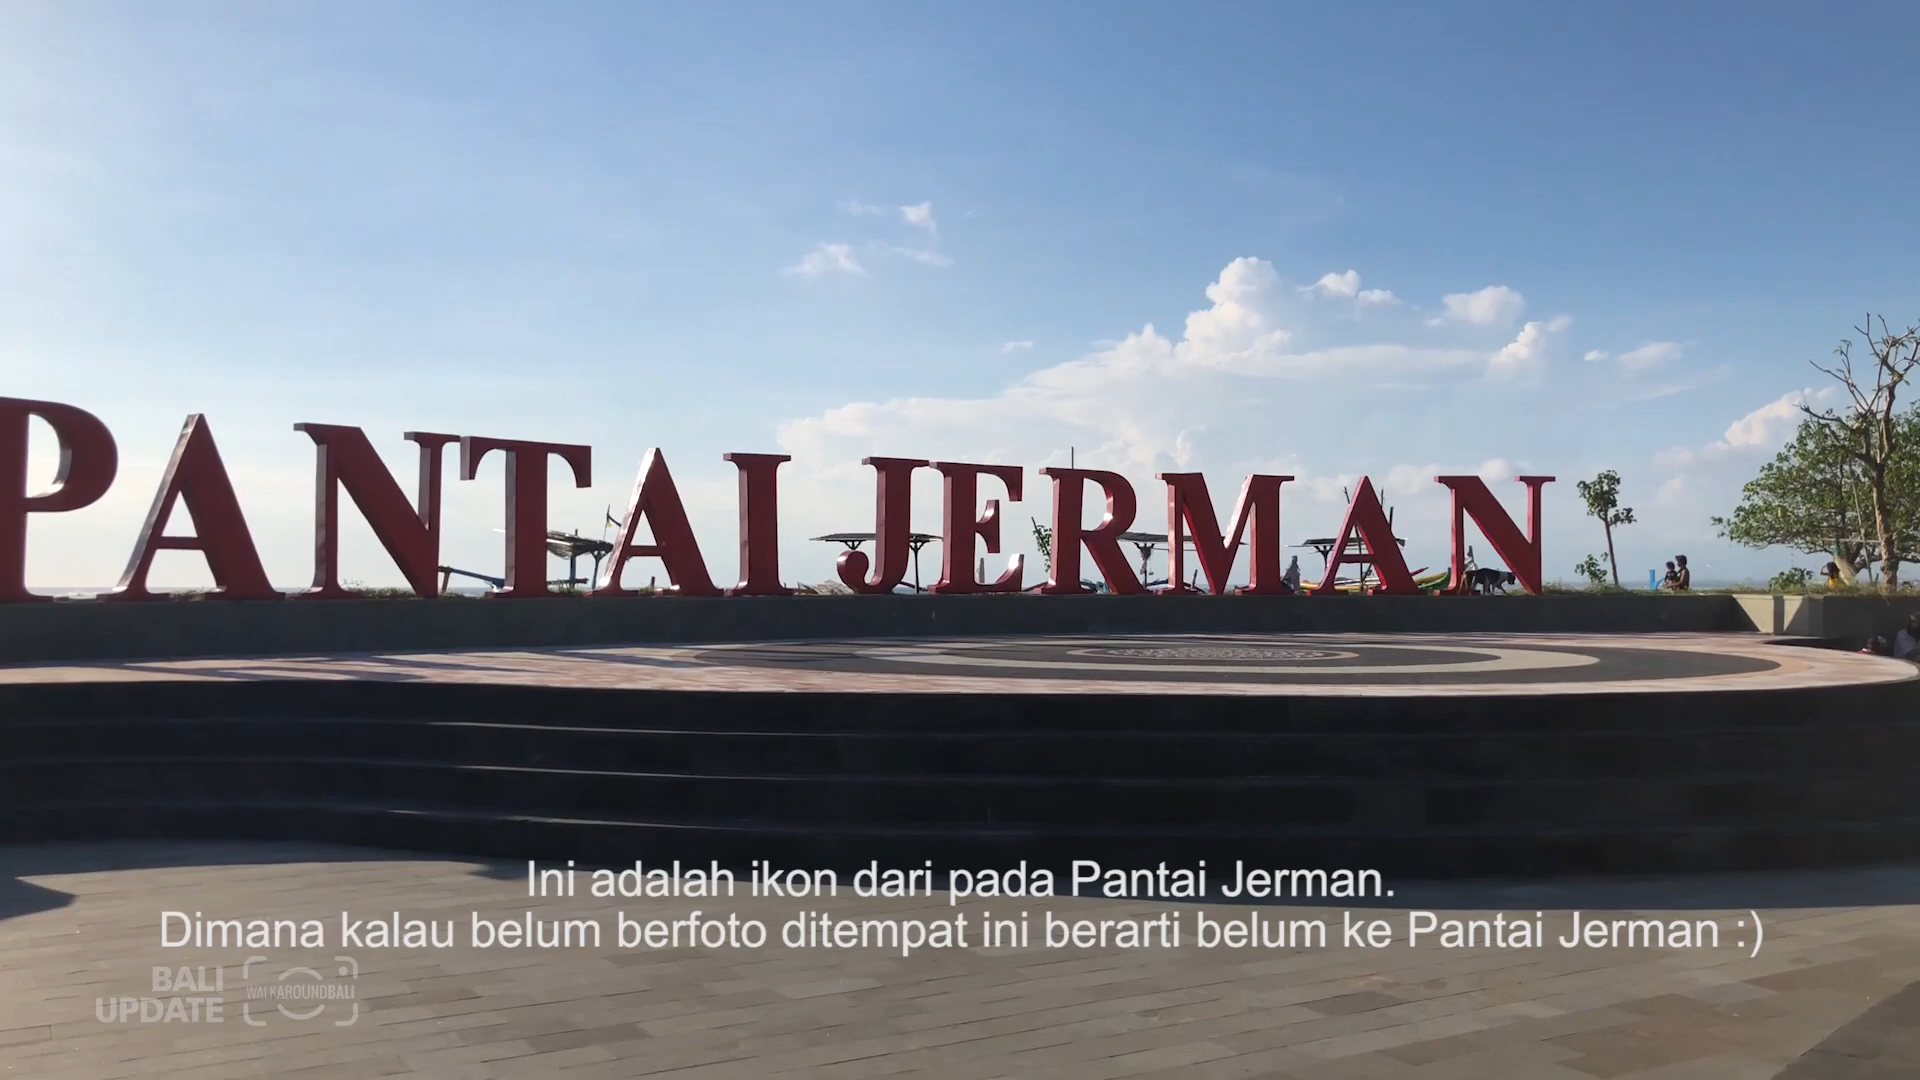 PANTAI JERMAN
Ini adalah ikon dari pada Pantai Jerman.
Dimana kalau belum berfoto ditempat ini berarti belum ke Pantai Jerman :)
BALI
UPDATE
WALKAROUNDBALI